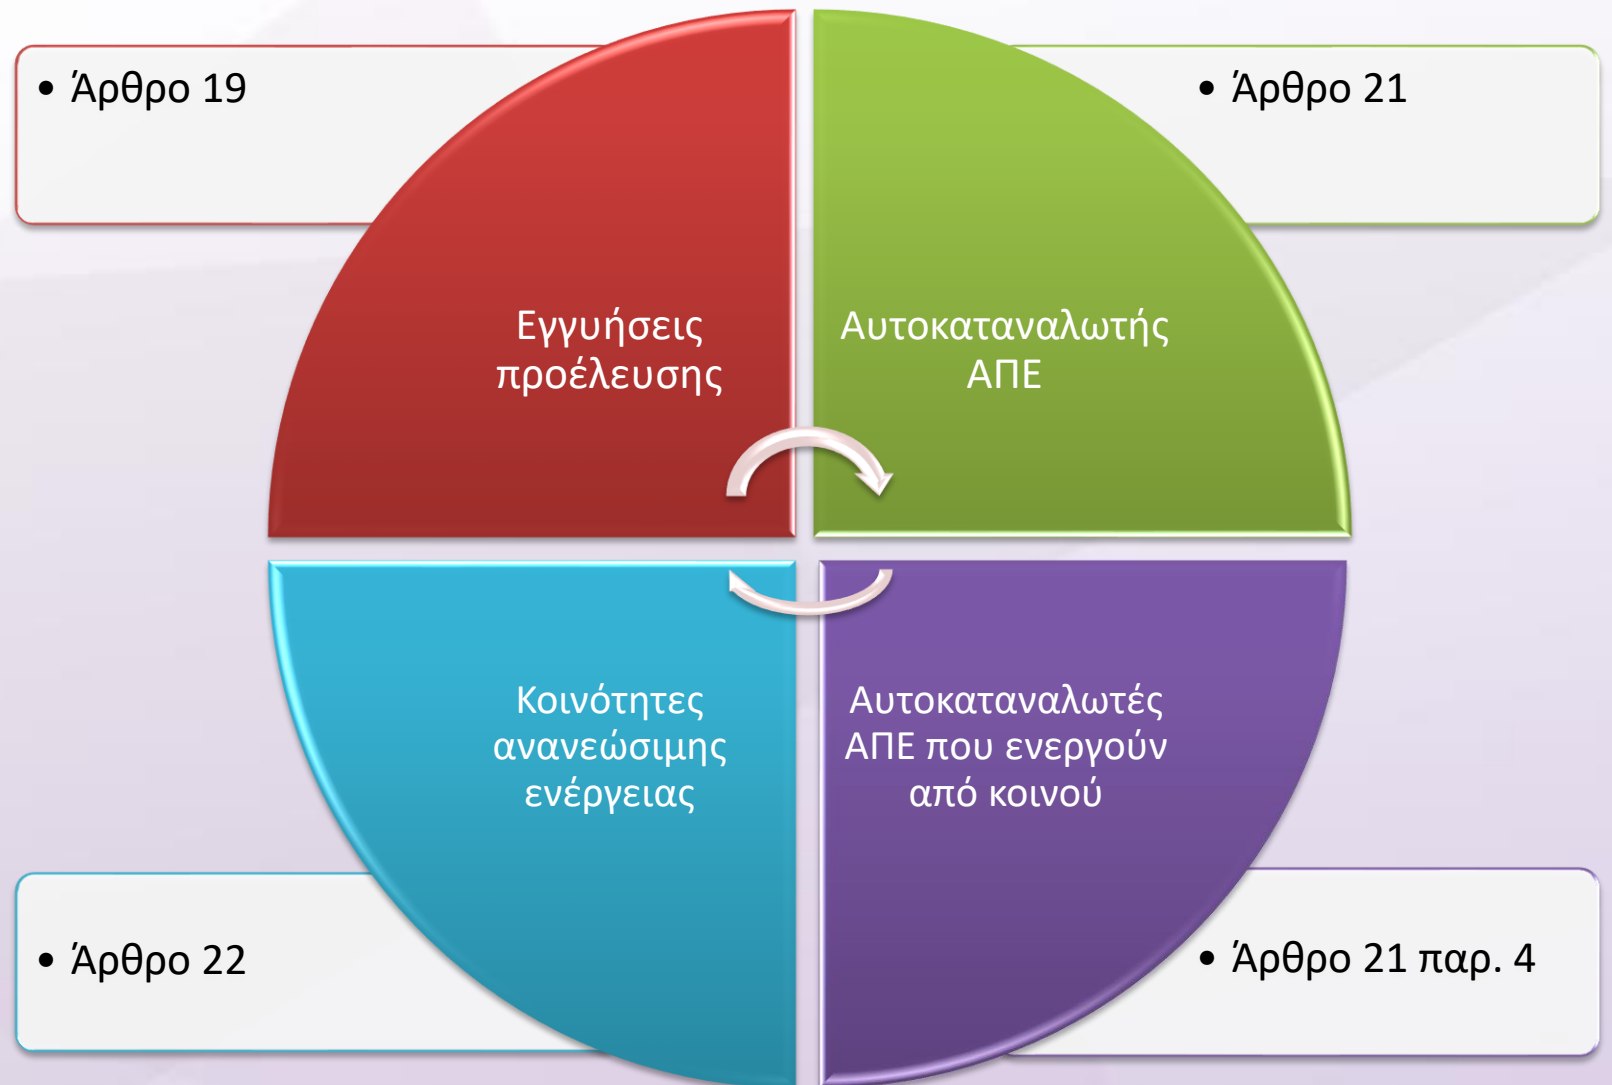 • Άρθρο 19
• Άρθρο 21
Εγγυήσεις
προέλευσης
Αυτοκαταναλωτής
ΑΠΕ
Κοινότητες
ανανεώσιμης
ενέργειας
Αυτοκαταναλωτές
ΑΠΕ που ενεργούν
από κοινού
• Άρθρο 22
• Άρθρο 21 παρ. 4